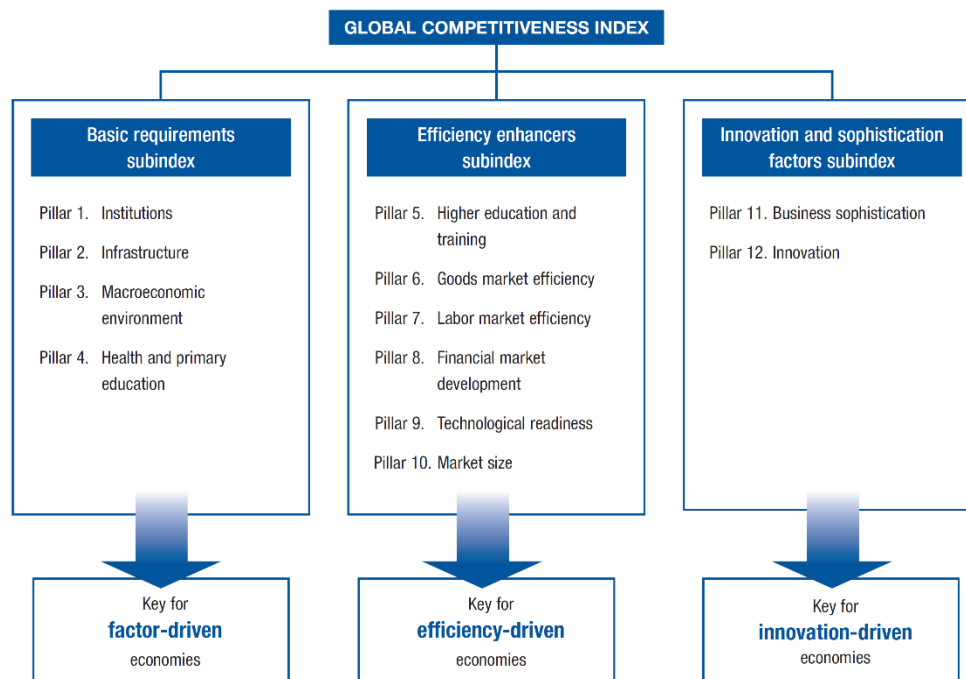 GLOBAL COMPETITIVENESS INDEX
Basic requirements
subindex
Pillar 1. Institutions
Pillar 2. Infrastructure
Pillar 3. Macroeconomic
environment
Pillar 4. Health and primary
education
Key for
factor-driven
economies
Efficiency enhancers
subindex
Pillar 5. Higher education and
training
Pillar 6. Goods market efficiency
Pillar 7. Labor market efficiency
Pillar 8. Financial market
development
Pillar 9. Technological readiness
Pillar 10. Market size
Key for
efficiency-driven
economies
Innovation and sophistication
factors subindex
Pillar 11. Business sophistication
Pillar 12. Innovation
Key for
innovation-driven
economies